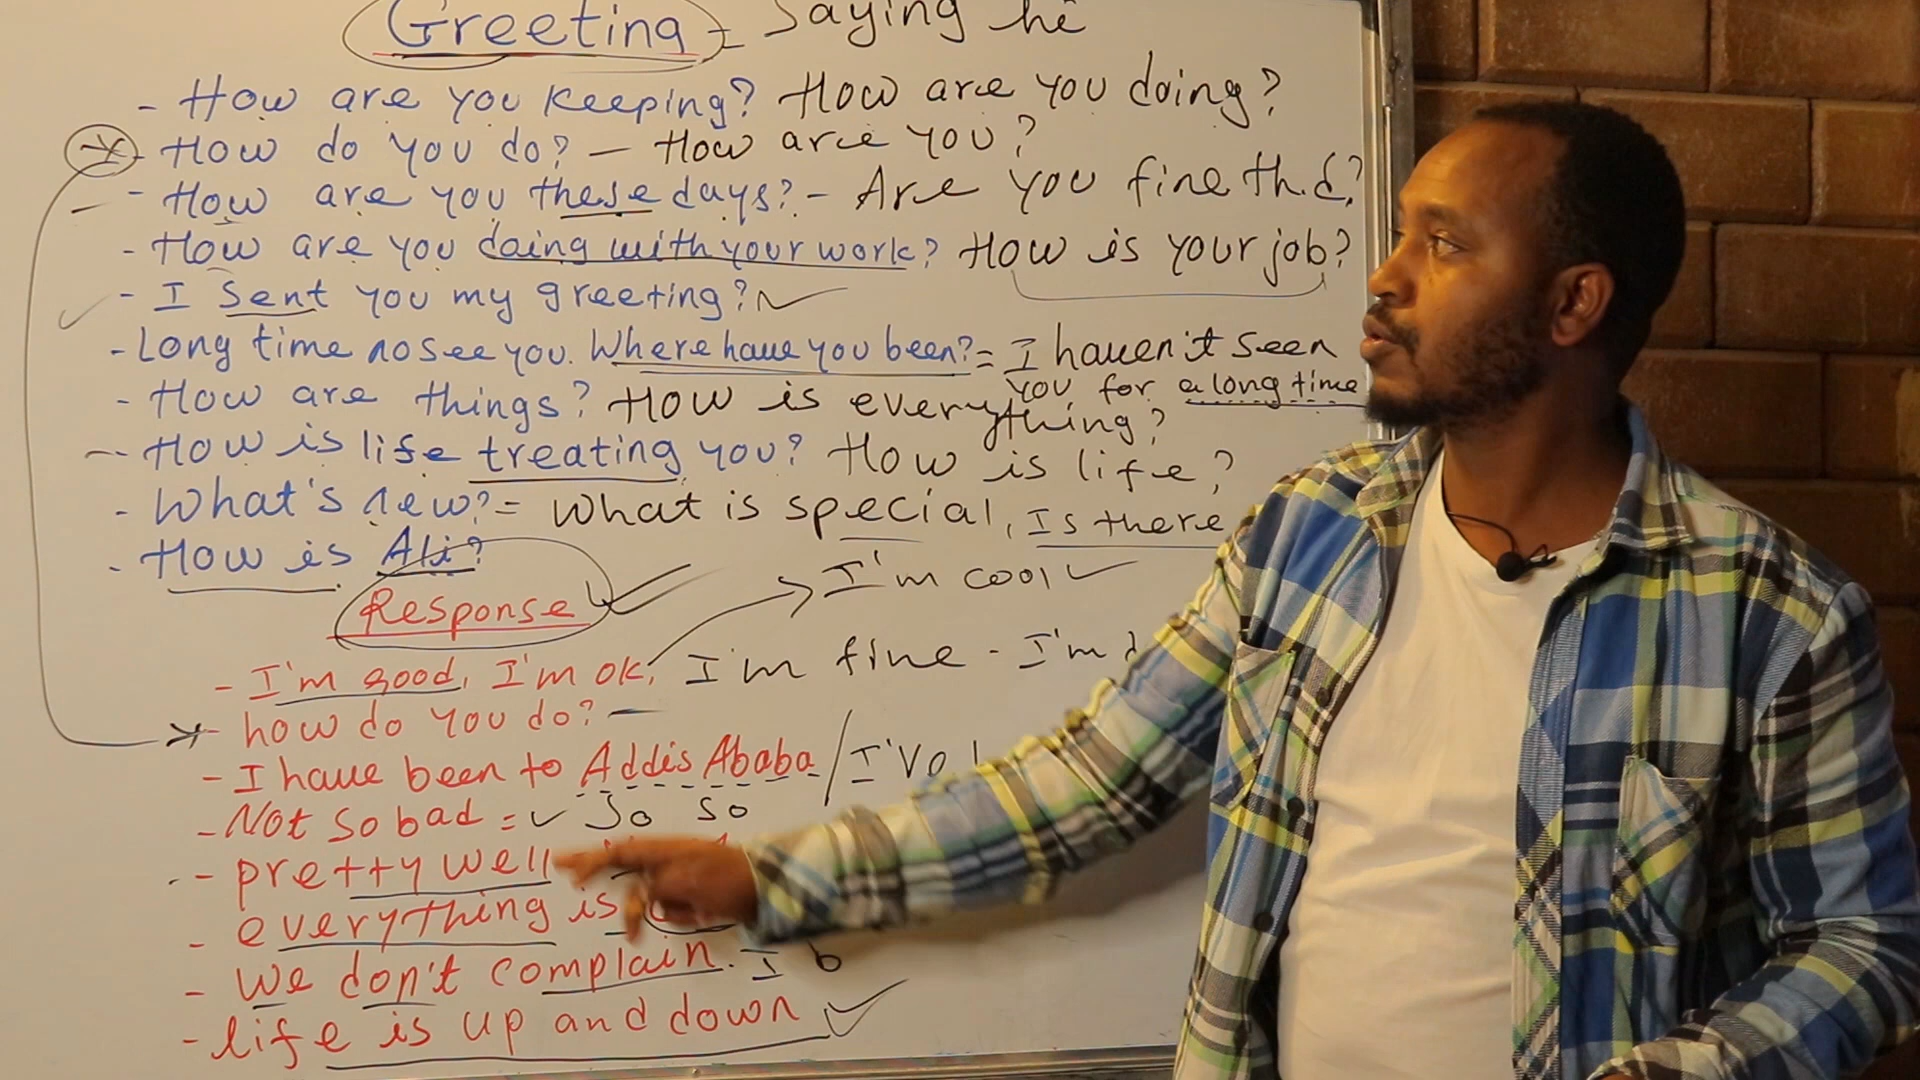 Greeting = Saying hi
- How are you keeping? How are you doing?
- How do you do? - How are you?
- How are you these days? - Are you fine th.d?
- How are you doing with your work? How is your job?
- I sent you my greeting?
- Long time no see you. Where have you been? = I haven't seen
you for a long time
- How are things? How is everything?
- How is life treating you? How is life?
- What's new? = What is special, Is there
- How is Ali?
Response
I'm cool
- I'm good, I'm ok, I'm fine - I'm
- how do you do? -
- I have been to Addis Ababa /
- Not so bad = So so
- pretty well
- everything is
- We don't complain. I
- life is up and down